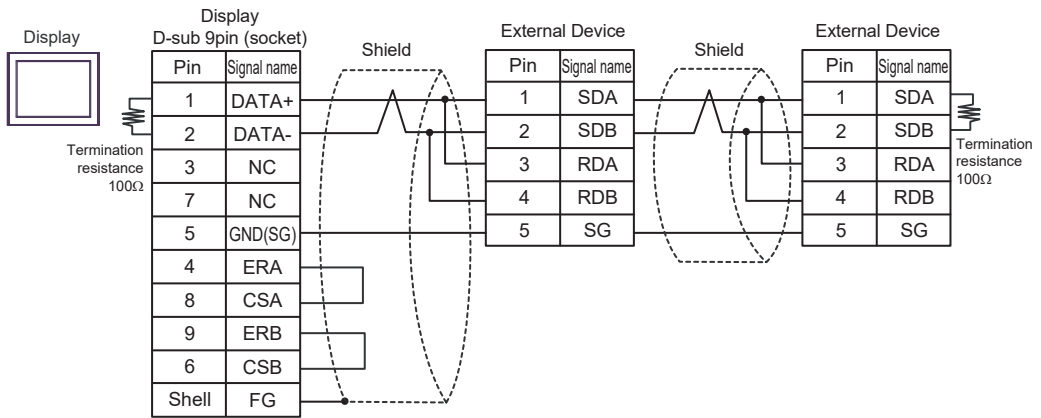 Display
Display
D-sub 9pin (socket)
Pin Signal name
1 DATA+
2 DATA-
3 NC
7 NC
5 GND(SG)
4 ERA
8 CSA
9 ERB
6 CSB
Shell FG
Termination
resistance
100Ω
Shield
External Device
Pin Signal name
1 SDA
2 SDB
3 RDA
4 RDB
5 SG
Shield
External Device
Pin Signal name
1 SDA
2 SDB
3 RDA
4 RDB
5 SG
Termination
resistance
100Ω